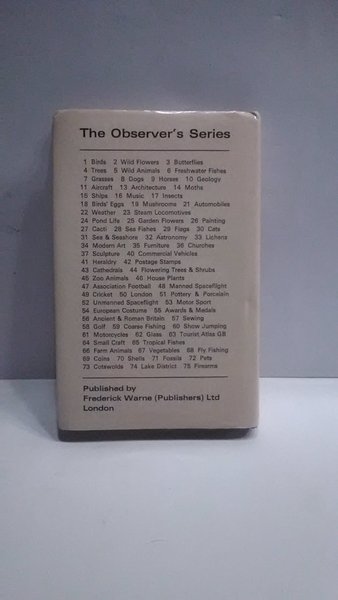 The Observer's Series
1 Birds 2 Wild Flowers 3 Butterflies
4 Trees 5 Wild Animals 6 Freshwater Fishes
7 Grasses 8 Dogs 9 Horses 10 Geology
11 Aircraft 13 Architecture 14 Moths
15 Ships 16 Music 17 Insects
18 Birds' Eggs 19 Mushrooms 21 Automobiles
22 Weather 23 Steam Locomotives
24 Pond Life 25 Garden Flowers 26 Painting
27 Cacti 28 Sea Fishes 29 Flags 30 Cats
31 Sea & Seashore 32 Astronomy 33 Lichens
34 Modern Art 35 Furniture 36 Churches
37 Sculpture 40 Commercial Vehicles
41 Heraldry 42 Postage Stamps
43 Cathedrals 44 Flowering Trees & Shrubs
45 Zoo Animals 46 House Plants
47 Association Football 48 Manned Spaceflight
49 Cricket 50 London 51 Pottery & Porcelain
52 Unmanned Spaceflight 53 Motor Sport
54 European Costume 55 Awards & Medals
56 Ancient & Roman Britain 57 Sewing
58 Golf 59 Coarse Fishing 60 Show Jumping
61 Motorcycles 62 Glass 63 Tourist Atlas GB
64 Small Craft 65 Tropical Fishes
66 Farm Animals 67 Vegetables 68 Fly Fishing
69 Coins 70 Shells 71 Fossils 72 Pets
73 Cotswolds 74 Lake District 75 Firearms
Published by
Frederick Warne (Publishers) Ltd
London